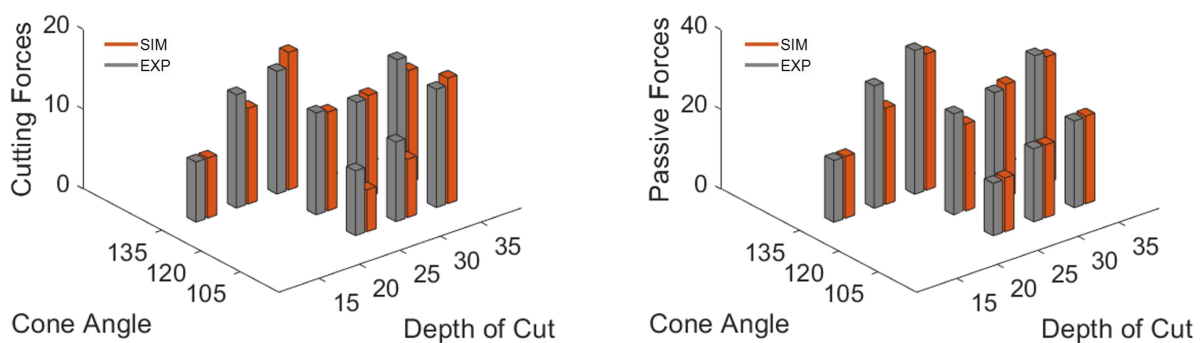 Cutting Forces
20
10
0
SIM
EXP
135
120
105
Cone Angle
15
20
25
30
35
Depth of Cut
Passive Forces
40
20
0
SIM
EXP
135
120
105
Cone Angle
15
20
25
30
35
Depth of Cut